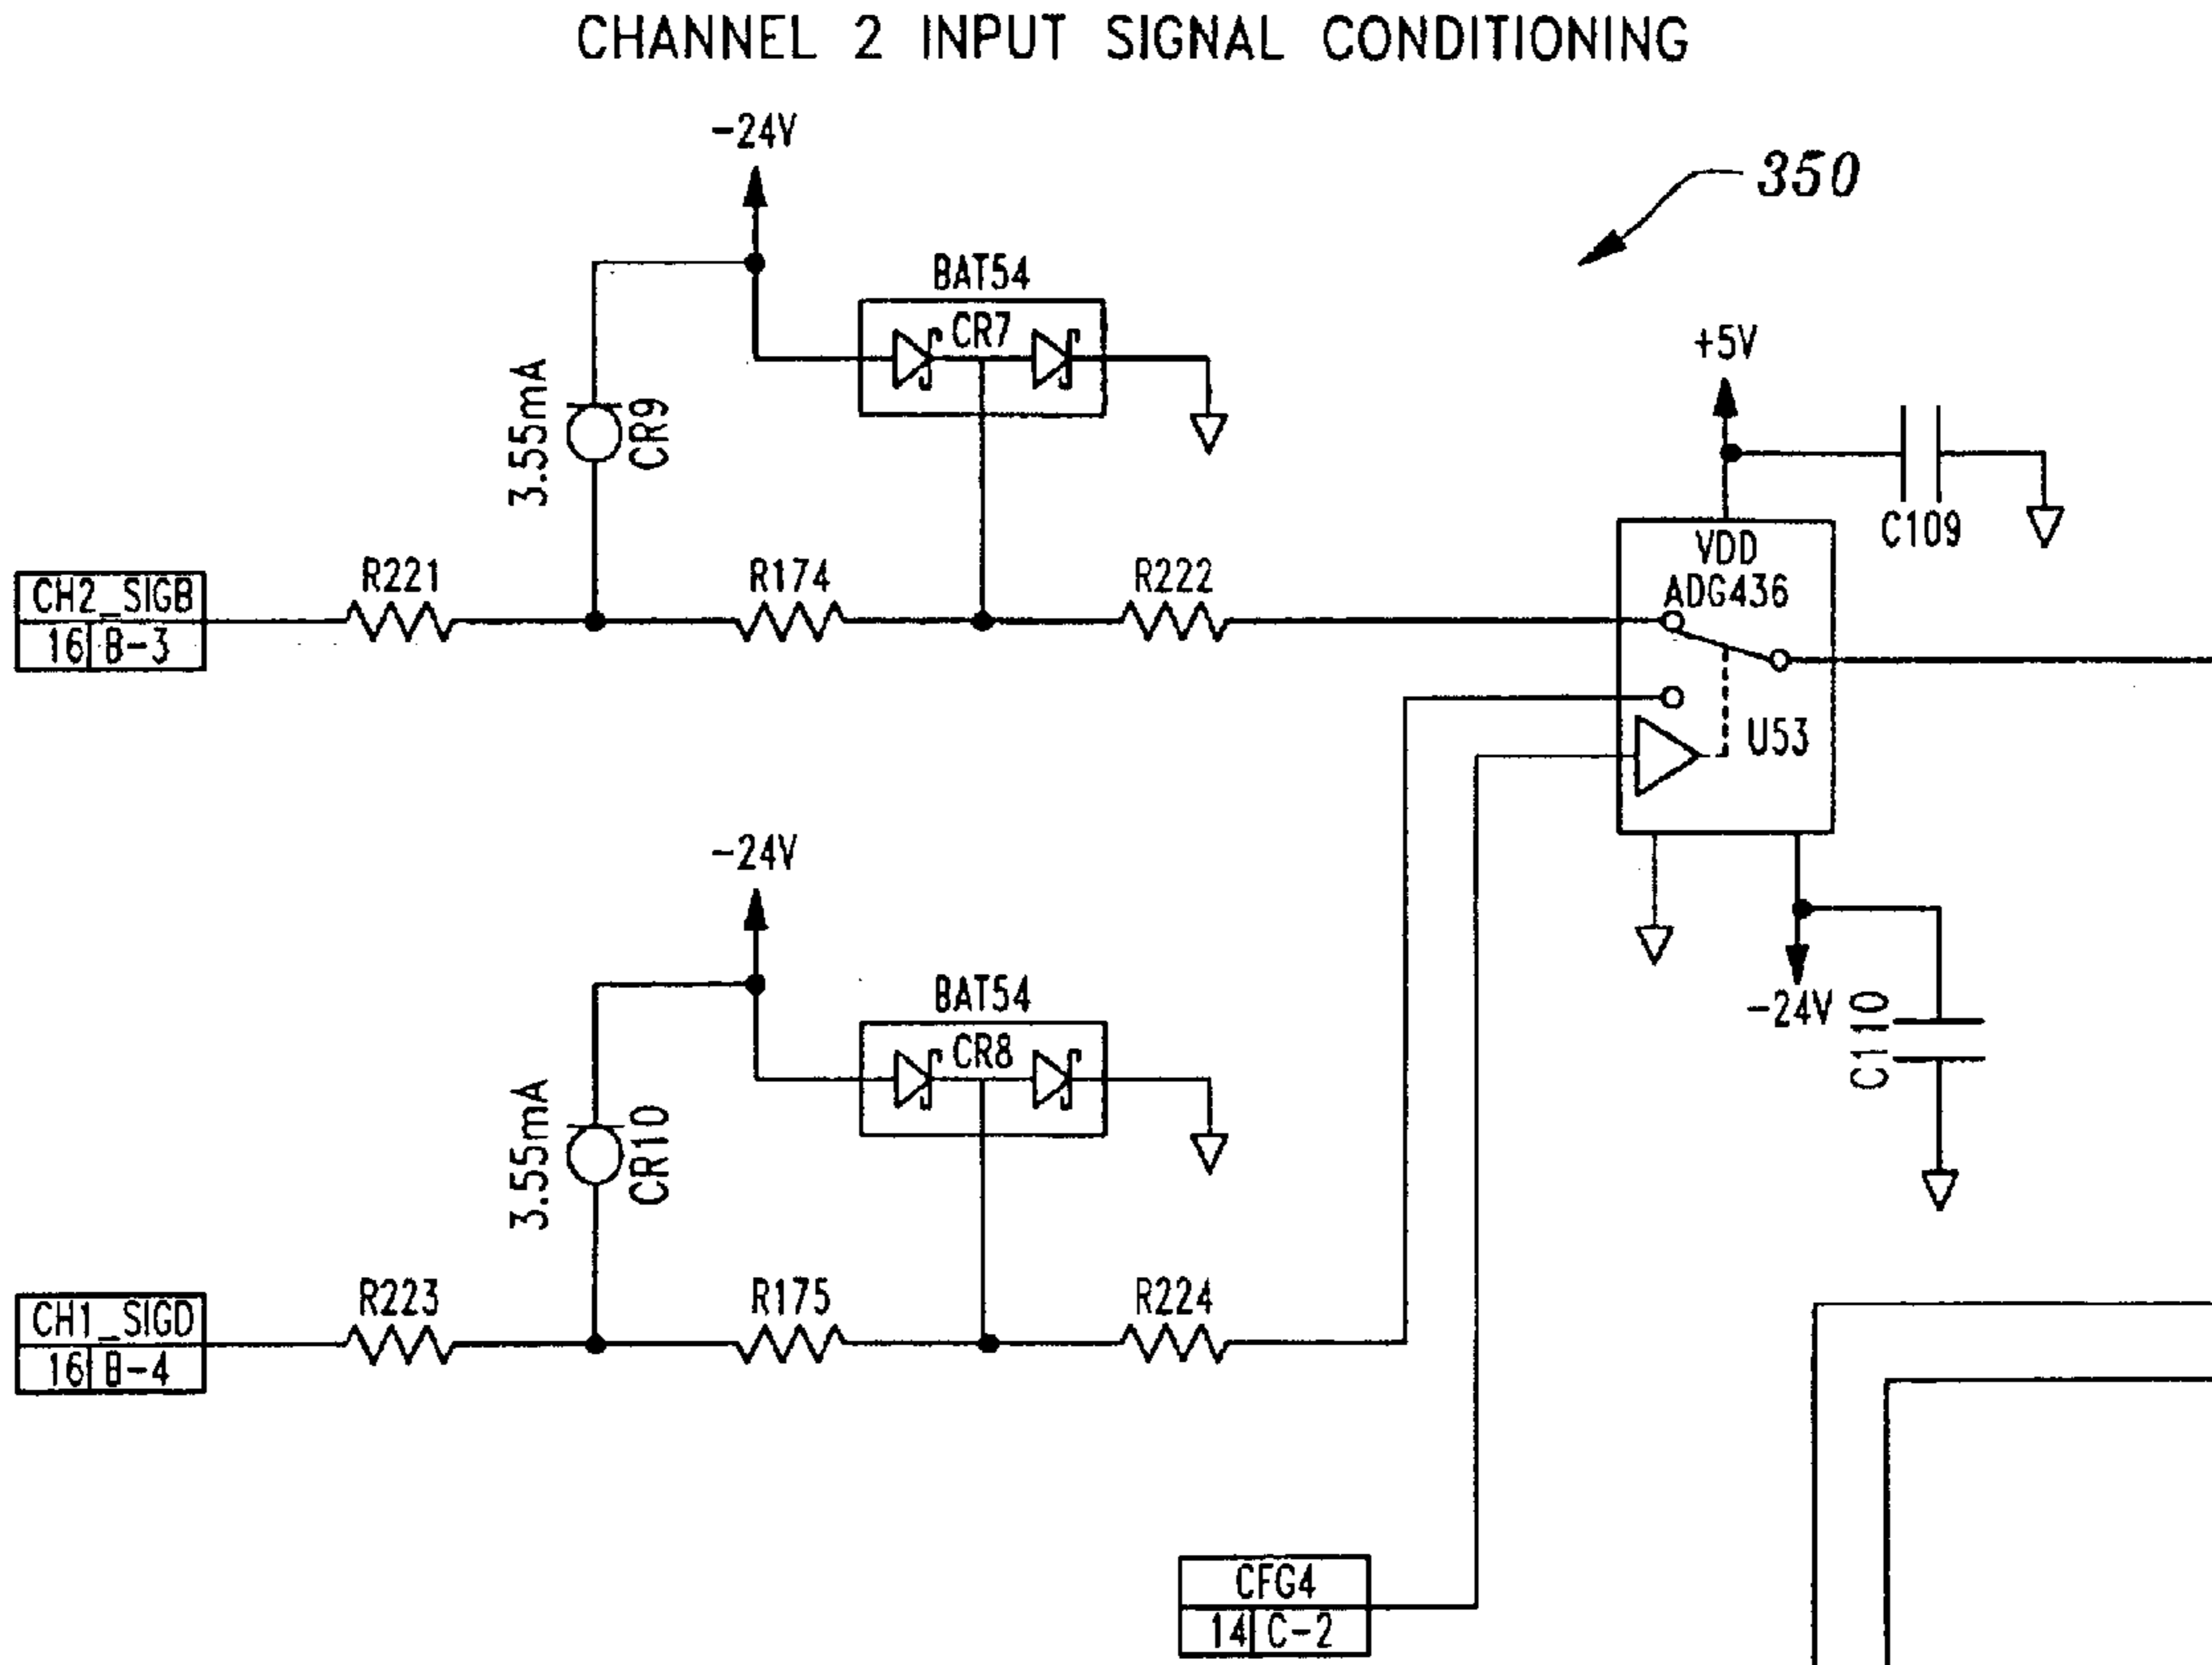 CHANNEL 2 INPUT SIGNAL CONDITIONING
-24V
350
BAT54
CR7
+5V
3.55mA
CR9
C109
VDD
ADG436
R221
R174
R222
CH2_SIGB
16 B-3
U53
-24V
-24V
C110
BAT54
CR8
3.55mA
CR10
R223
R175
R224
CH1_SIGD
16 B-4
CFG4
14 C-2